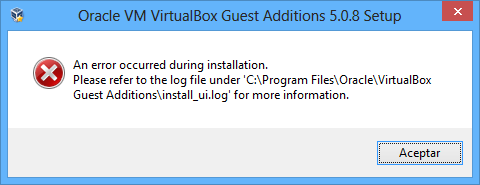 Oracle VM VirtualBox Guest Additions 5.0.8 Setup
An error occurred during installation.
Please refer to the log file under 'C:\Program Files\Oracle\VirtualBox
Guest Additions\install_ui.log' for more information.
Aceptar